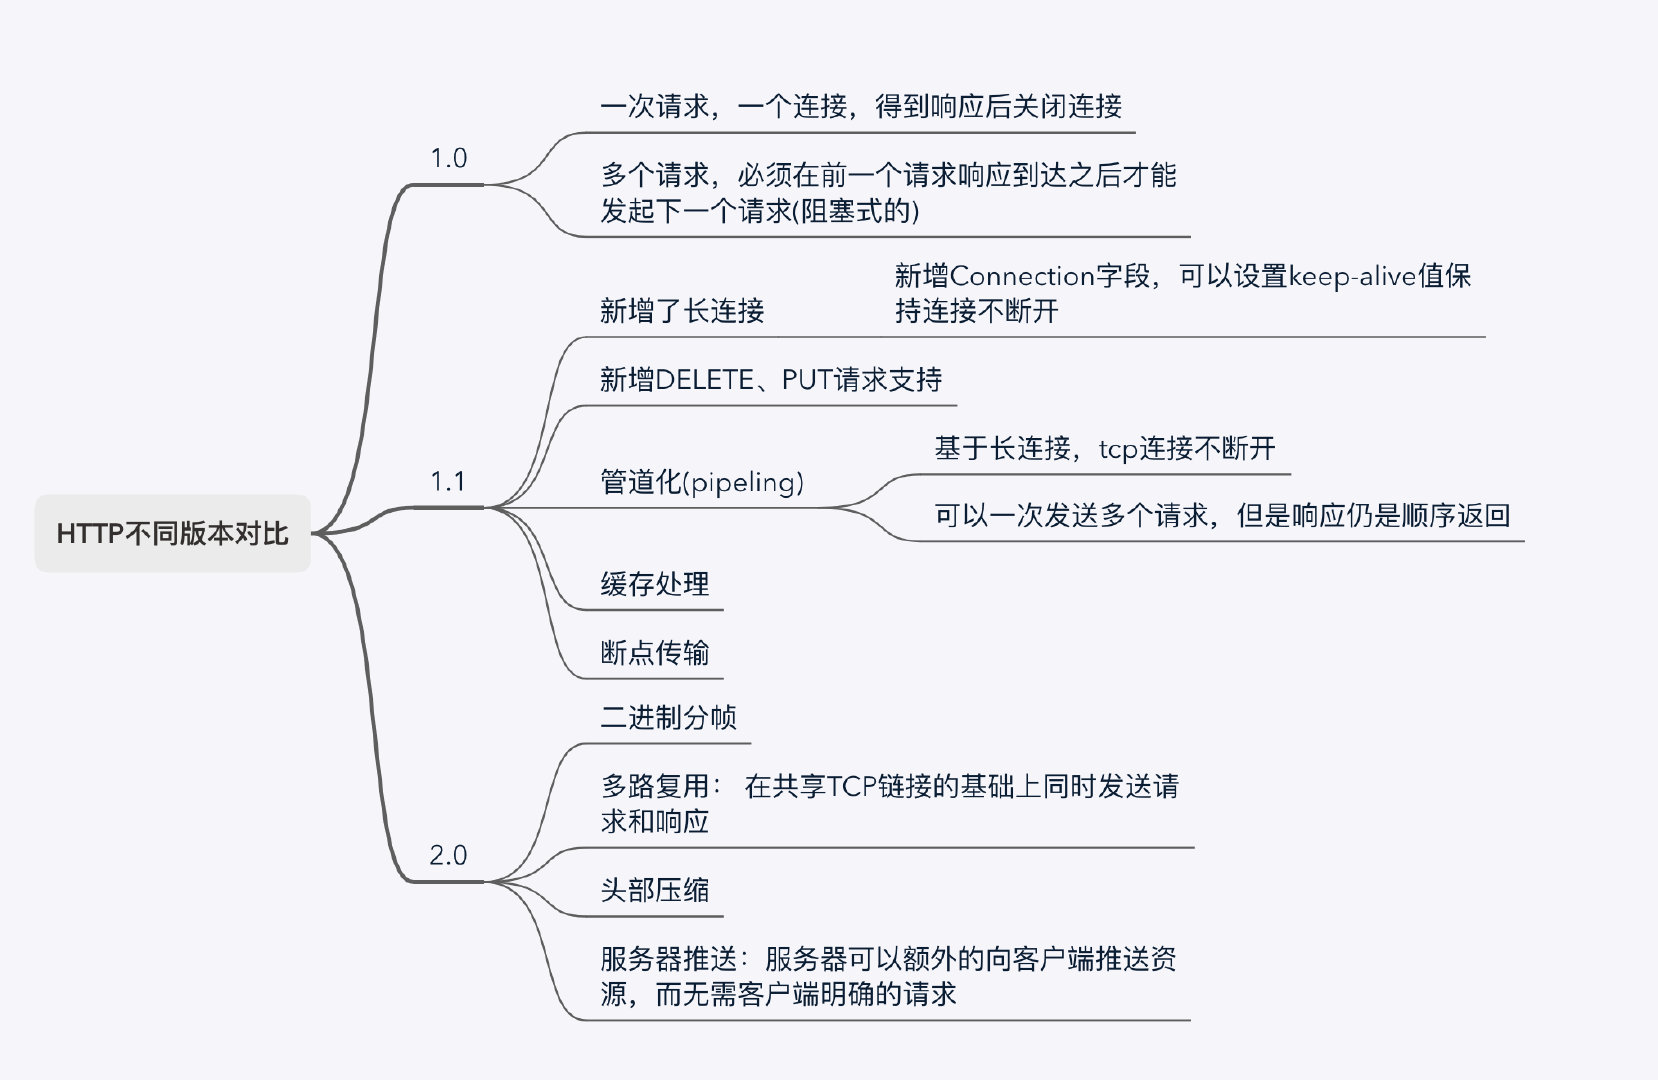 HTTP不同版本对比
1.0
一次请求，一个连接，得到响应后关闭连接
多个请求，必须在前一个请求响应到达之后才能
发起下一个请求(阻塞式的)
1.1
新增了长连接
新增Connection字段，可以设置keep-alive值保
持连接不断开
新增DELETE、PUT请求支持
管道化(pipeling)
基于长连接，tcp连接不断开
可以一次发送多个请求，但是响应仍是顺序返回
缓存处理
断点传输
2.0
二进制分帧
多路复用： 在共享TCP链接的基础上同时发送请
求和响应
头部压缩
服务器推送：服务器可以额外的向客户端推送资
源，而无需客户端明确的请求